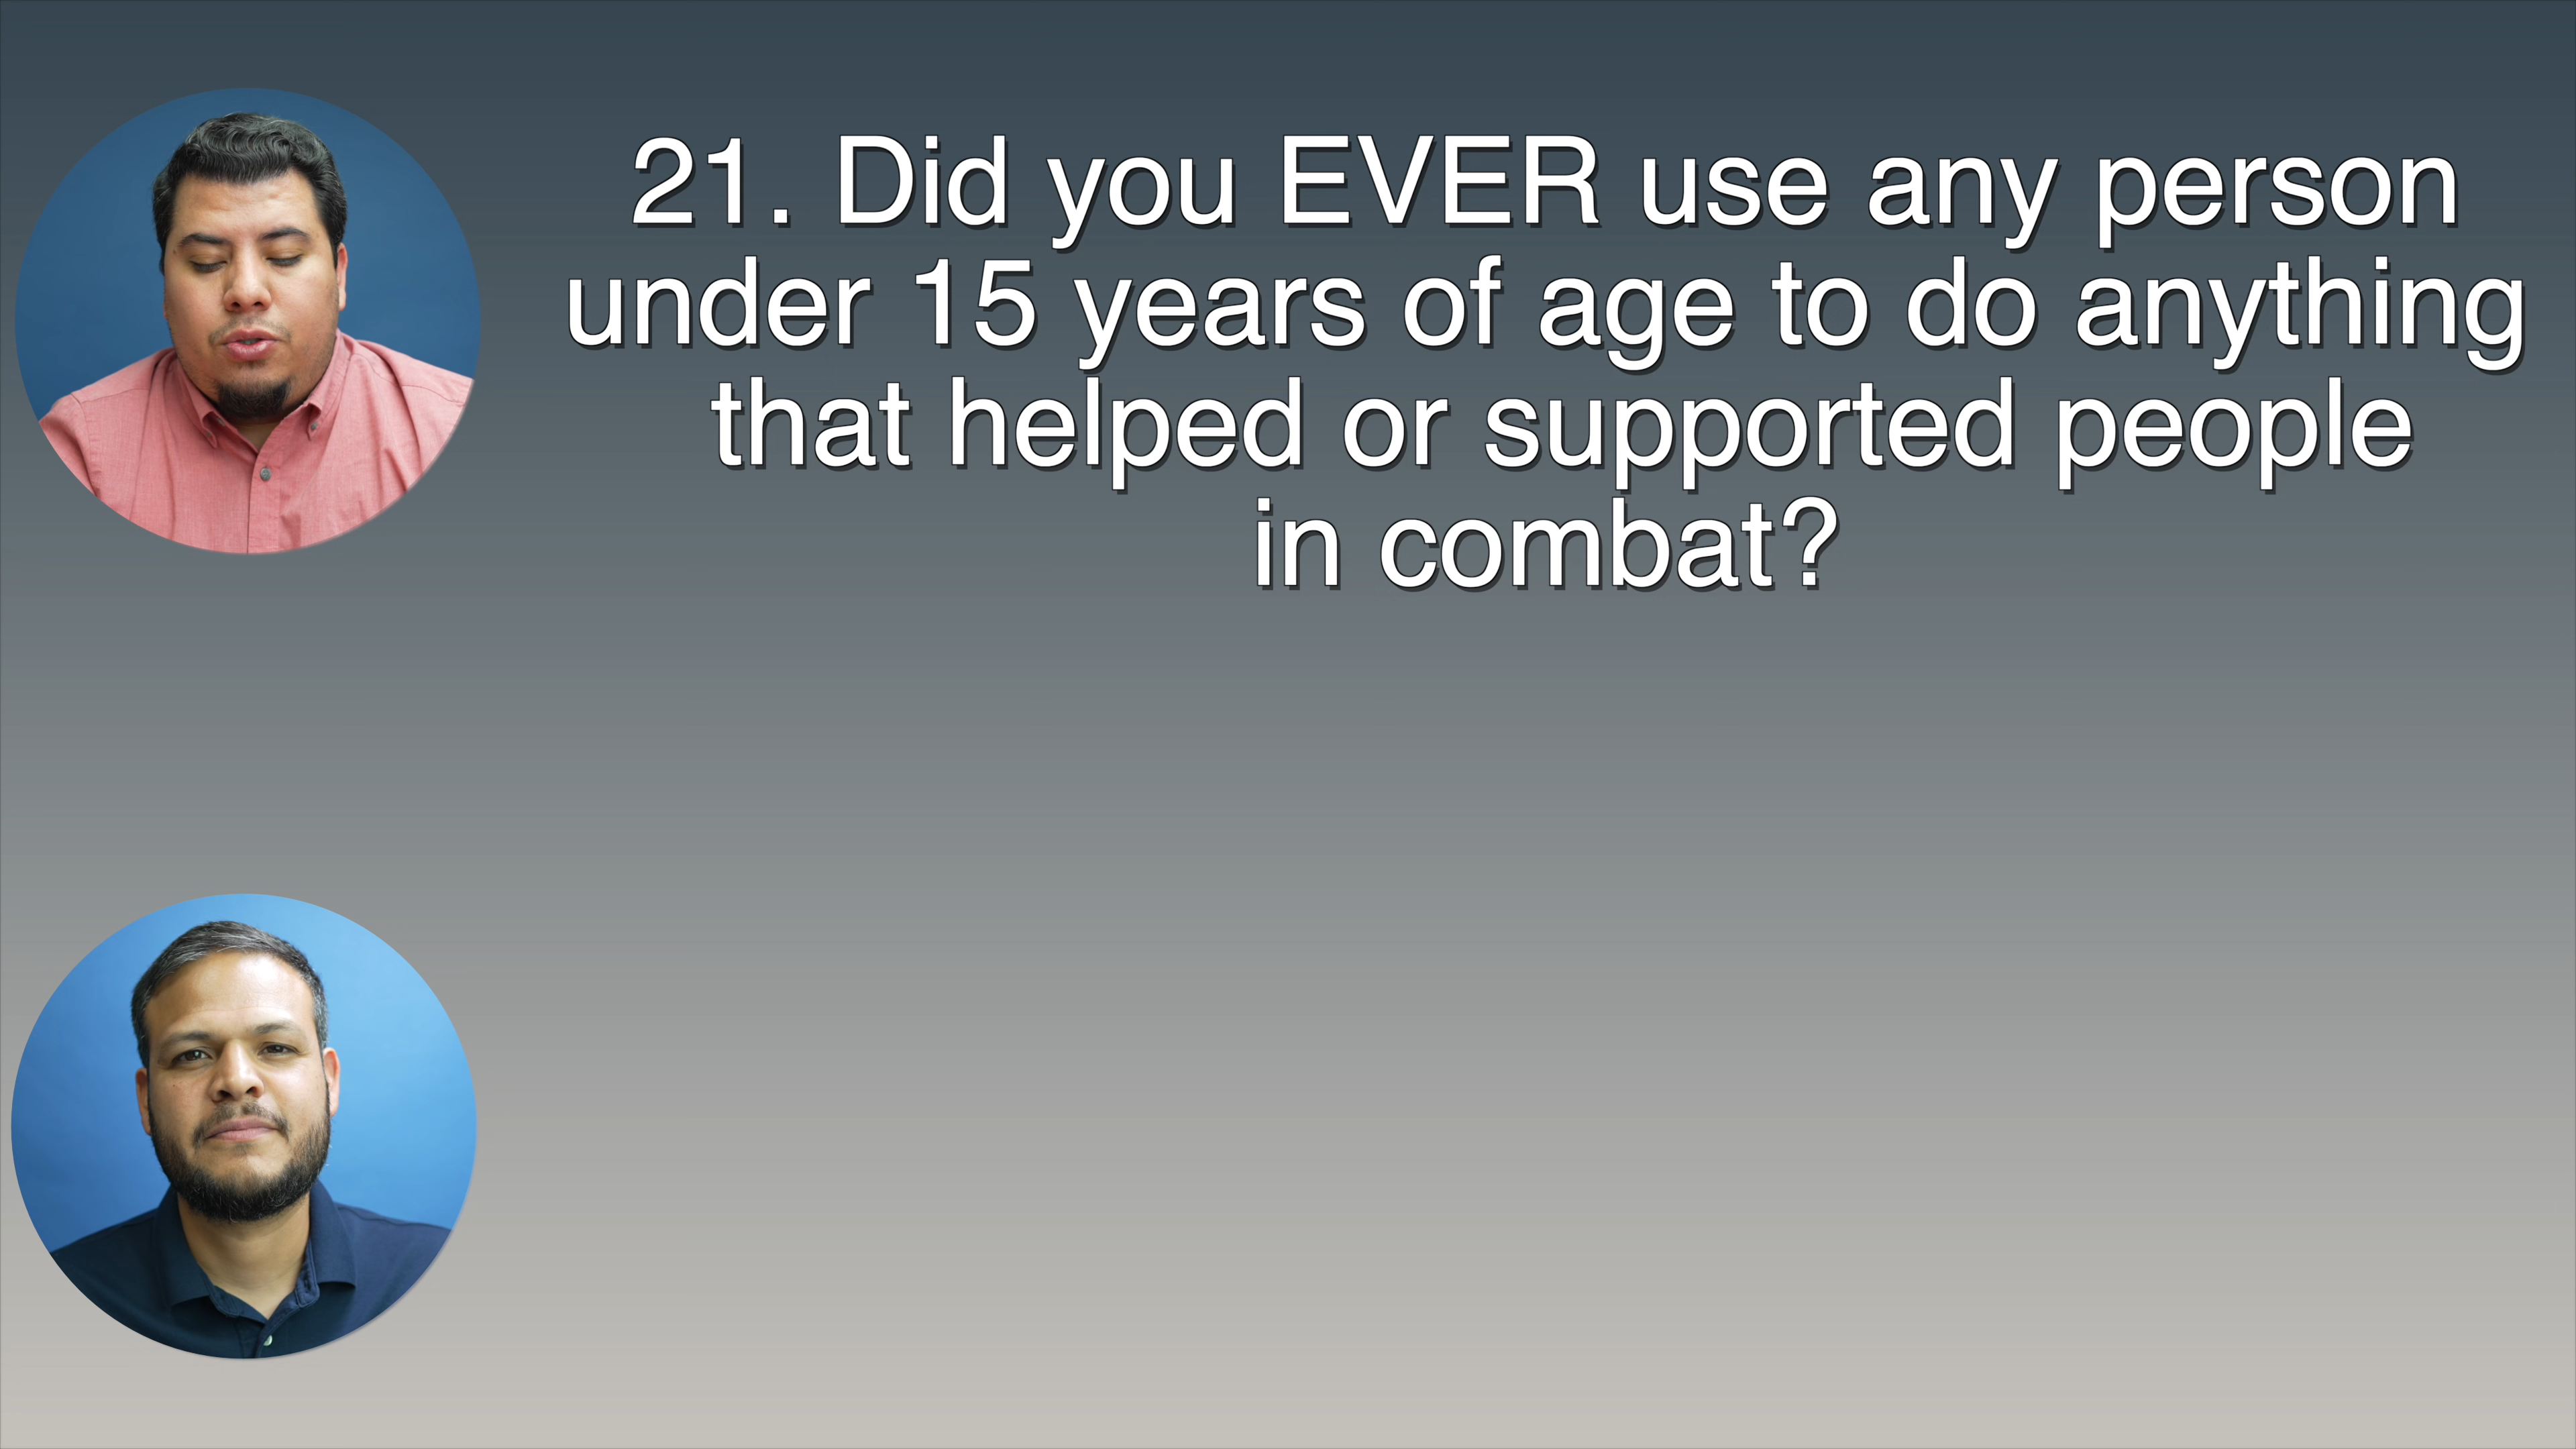 21. Did you EVER use any person
under 15 years of age to do anything
that helped or supported people
in combat?